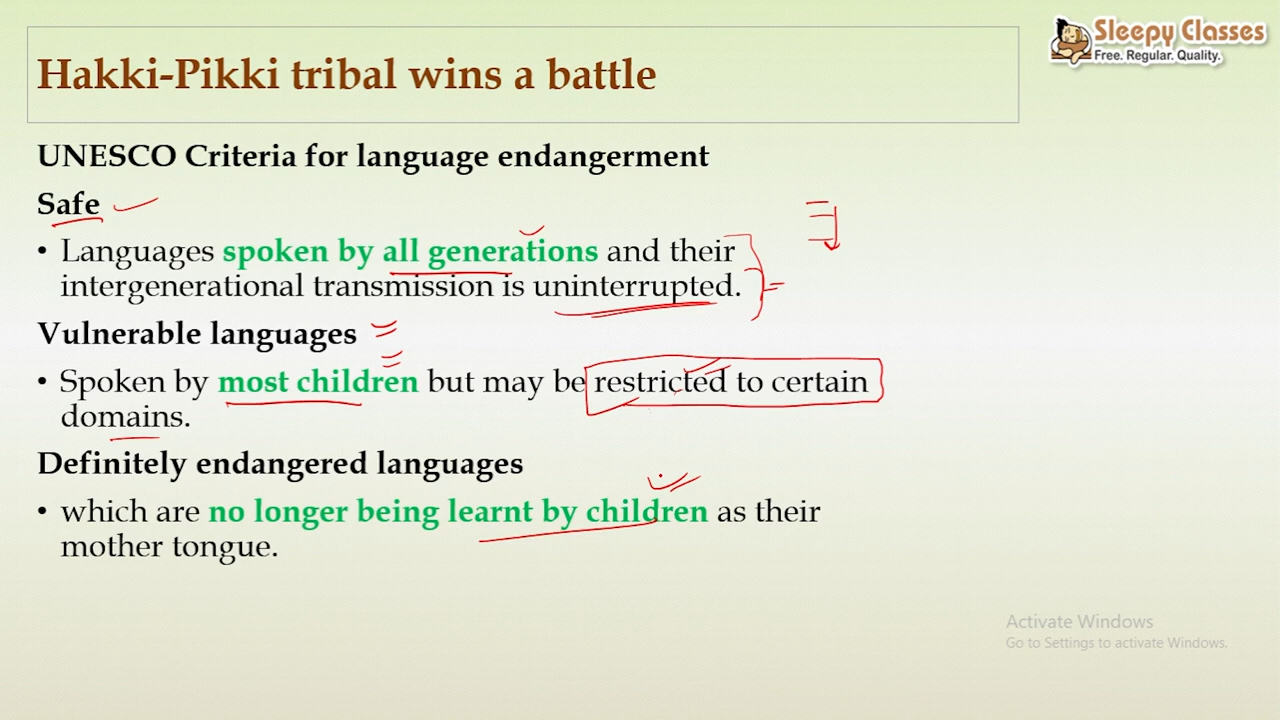 Sleepy Classes
Free. Regular. Quality.
Hakki-Pikki tribal wins a battle
UNESCO Criteria for language endangerment
Safe
• Languages spoken by all generations and their
intergenerational transmission is uninterrupted.
Vulnerable languages
• Spoken by most children but may be restricted to certain
domains.
Definitely endangered languages
• which are no longer being learnt by children as their
mother tongue.
Activate Windows
Go to Settings to activate Windows.